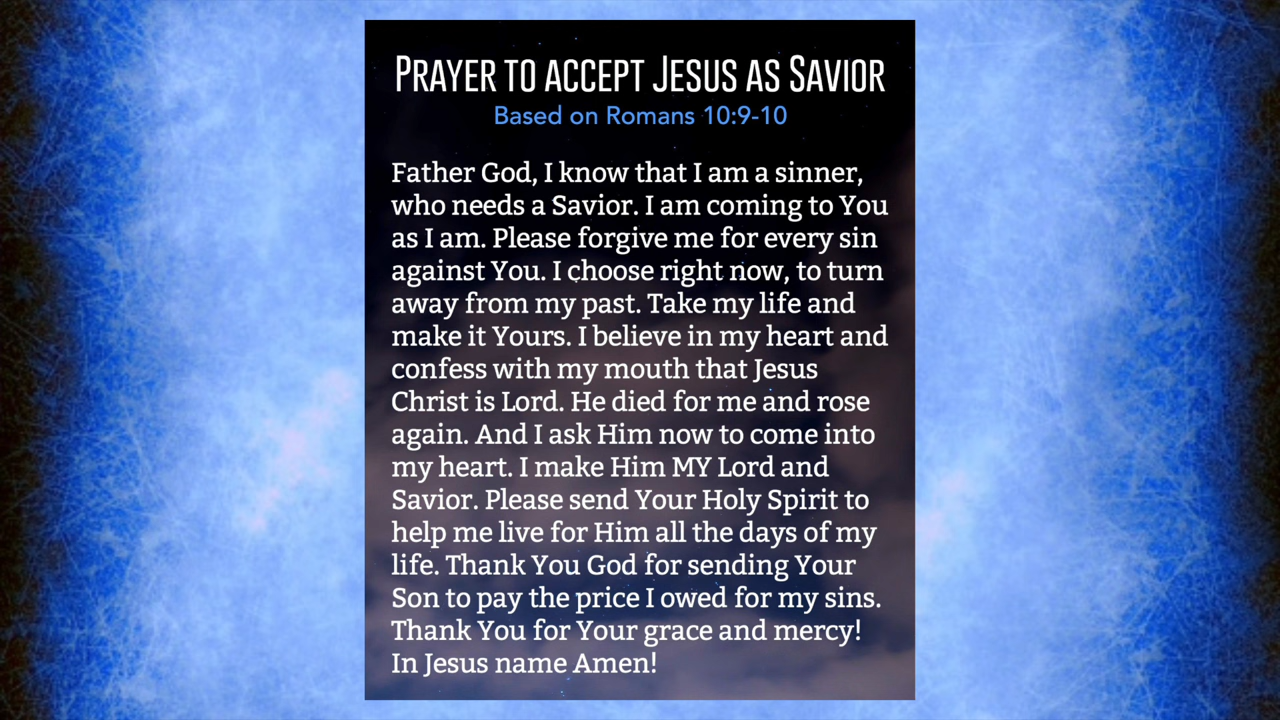 Prayer to accept Jesus as Savior
Based on Romans 10:9-10
Father God, I know that I am a sinner,
who needs a Savior. I am coming to You
as I am. Please forgive me for every sin
against You. I choose right now, to turn
away from my past. Take my life and
make it Yours. I believe in my heart and
confess with my mouth that Jesus
Christ is Lord. He died for me and rose
again. And I ask Him now to come into
my heart. I make Him MY Lord and
Savior. Please send Your Holy Spirit to
help me live for Him all the days of my
life. Thank You God for sending Your
Son to pay the price I owed for my sins.
Thank You for Your grace and mercy!
In Jesus name Amen!